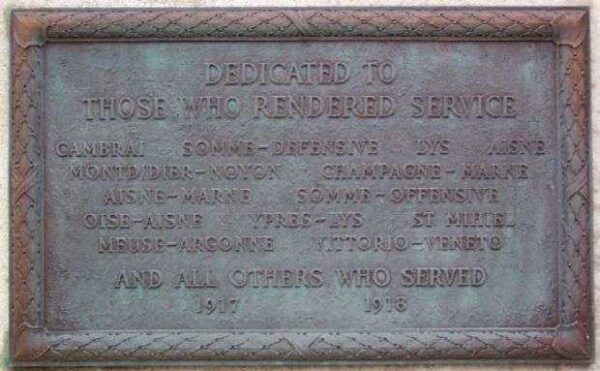 DEDICATED TO
THOSE WHO RENDERED SERVICE
CAMBRAI SOMME-DEFENSIVE LYS AISNE
MONTDIDIER-NOYON CHAMPAGNE-MARNE
AISNE-MARNE SOMME-OFFENSIVE
OISE-AISNE YPRES-LYS ST MIHIEL
MEUSE-ARGONNE VITTORIO-VENETO
AND ALL OTHERS WHO SERVED
1917 1918